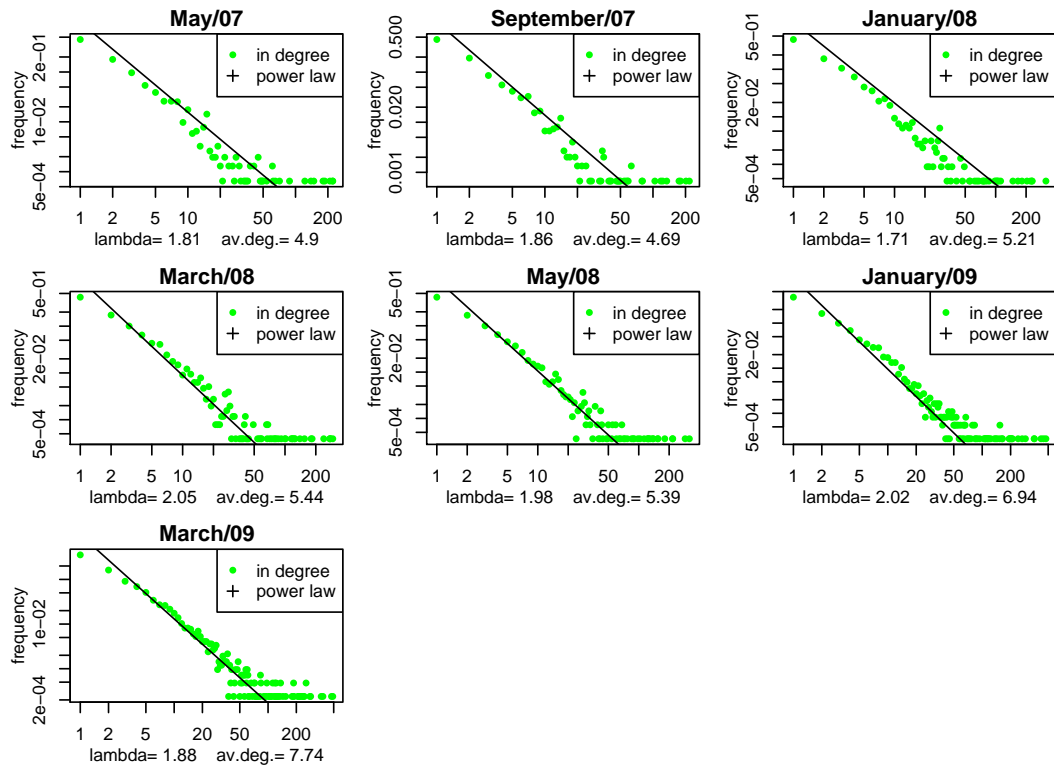 May/07
frequency
5e-04 1e-02 2e-01
in degree
power law
1 2 5 10 50 200
lambda= 1.81 av.deg.= 4.9
September/07
frequency
0.001 0.020 0.500
in degree
power law
1 2 5 10 50 200
lambda= 1.86 av.deg.= 4.69
January/08
frequency
5e-04 2e-02 5e-01
in degree
power law
1 2 5 10 50 200
lambda= 1.71 av.deg.= 5.21
March/08
frequency
5e-04 2e-02 5e-01
in degree
power law
1 2 5 10 50 200
lambda= 2.05 av.deg.= 5.44
May/08
frequency
5e-04 2e-02 5e-01
in degree
power law
1 2 5 10 50 200
lambda= 1.98 av.deg.= 5.39
January/09
frequency
5e-04 2e-02
in degree
power law
1 2 5 20 50 200
lambda= 2.02 av.deg.= 6.94
March/09
frequency
2e-04 1e-02
in degree
power law
1 2 5 20 50 200
lambda= 1.88 av.deg.= 7.74